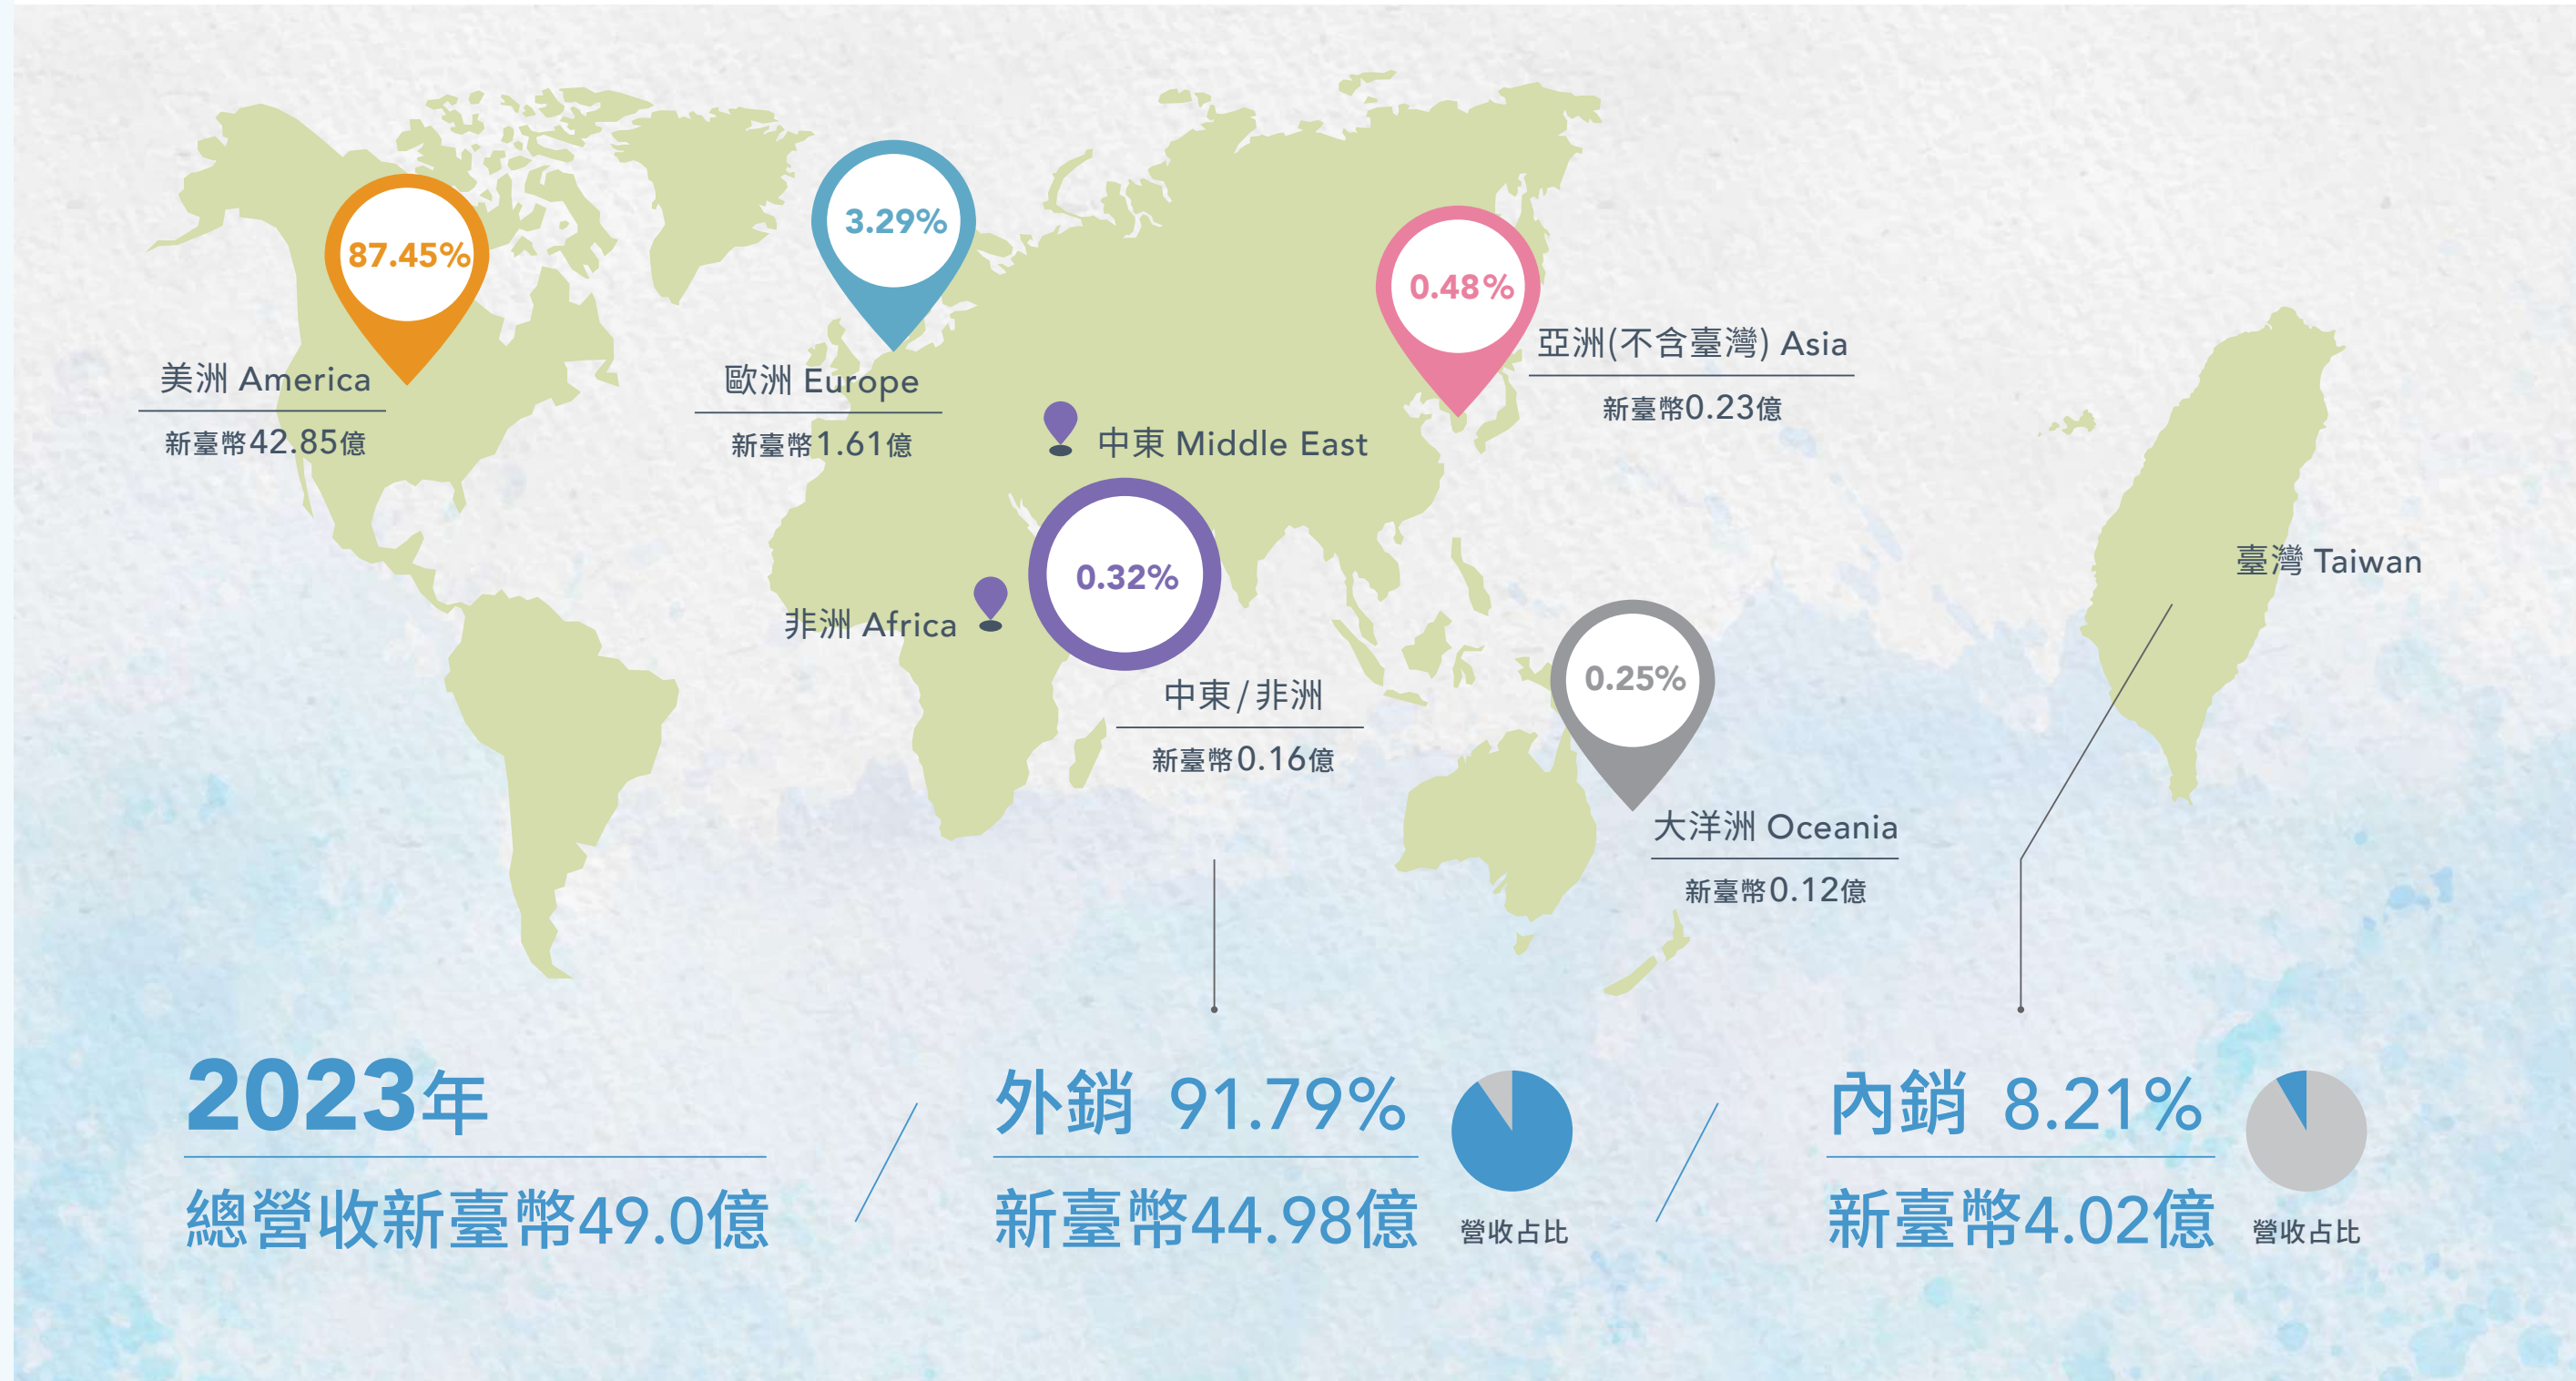 87.45%
美洲 America
新臺幣42.85億
3.29%
歐洲 Europe
新臺幣1.61億
0.48%
亞洲(不含臺灣) Asia
新臺幣0.23億
中東 Middle East
0.32%
非洲 Africa
中東/非洲
新臺幣0.16億
0.25%
大洋洲 Oceania
新臺幣0.12億
臺灣 Taiwan
2023年
總營收新臺幣49.0億
外銷 91.79%
新臺幣44.98億
營收占比
內銷 8.21%
新臺幣4.02億
營收占比